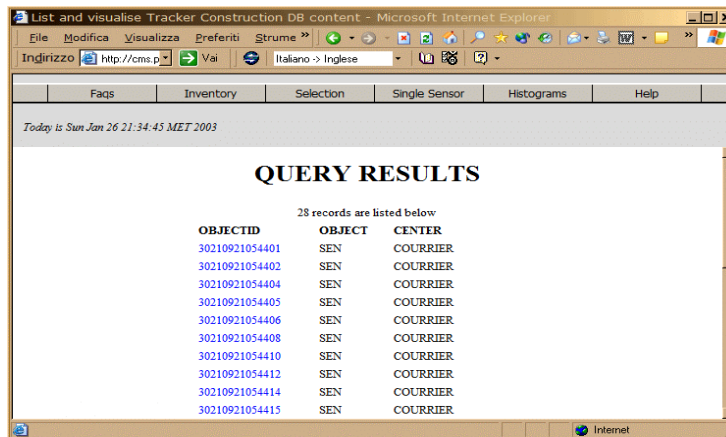 List and visualise Tracker Construction DB content - Microsoft Internet Explorer
File Modifica Visualizza Preferiti Strume »
Indirizzo http://cms.p Vai Italiano -> Inglese
Faqs Inventory Selection Single Sensor Histograms Help
Today is Sun Jan 26 21:34:45 MET 2003
QUERY RESULTS
28 records are listed below
OBJECTID OBJECT CENTER
30210921054401 SEN COURRIER
30210921054402 SEN COURRIER
30210921054404 SEN COURRIER
30210921054405 SEN COURRIER
30210921054406 SEN COURRIER
30210921054408 SEN COURRIER
30210921054410 SEN COURRIER
30210921054412 SEN COURRIER
30210921054414 SEN COURRIER
30210921054415 SEN COURRIER
Internet